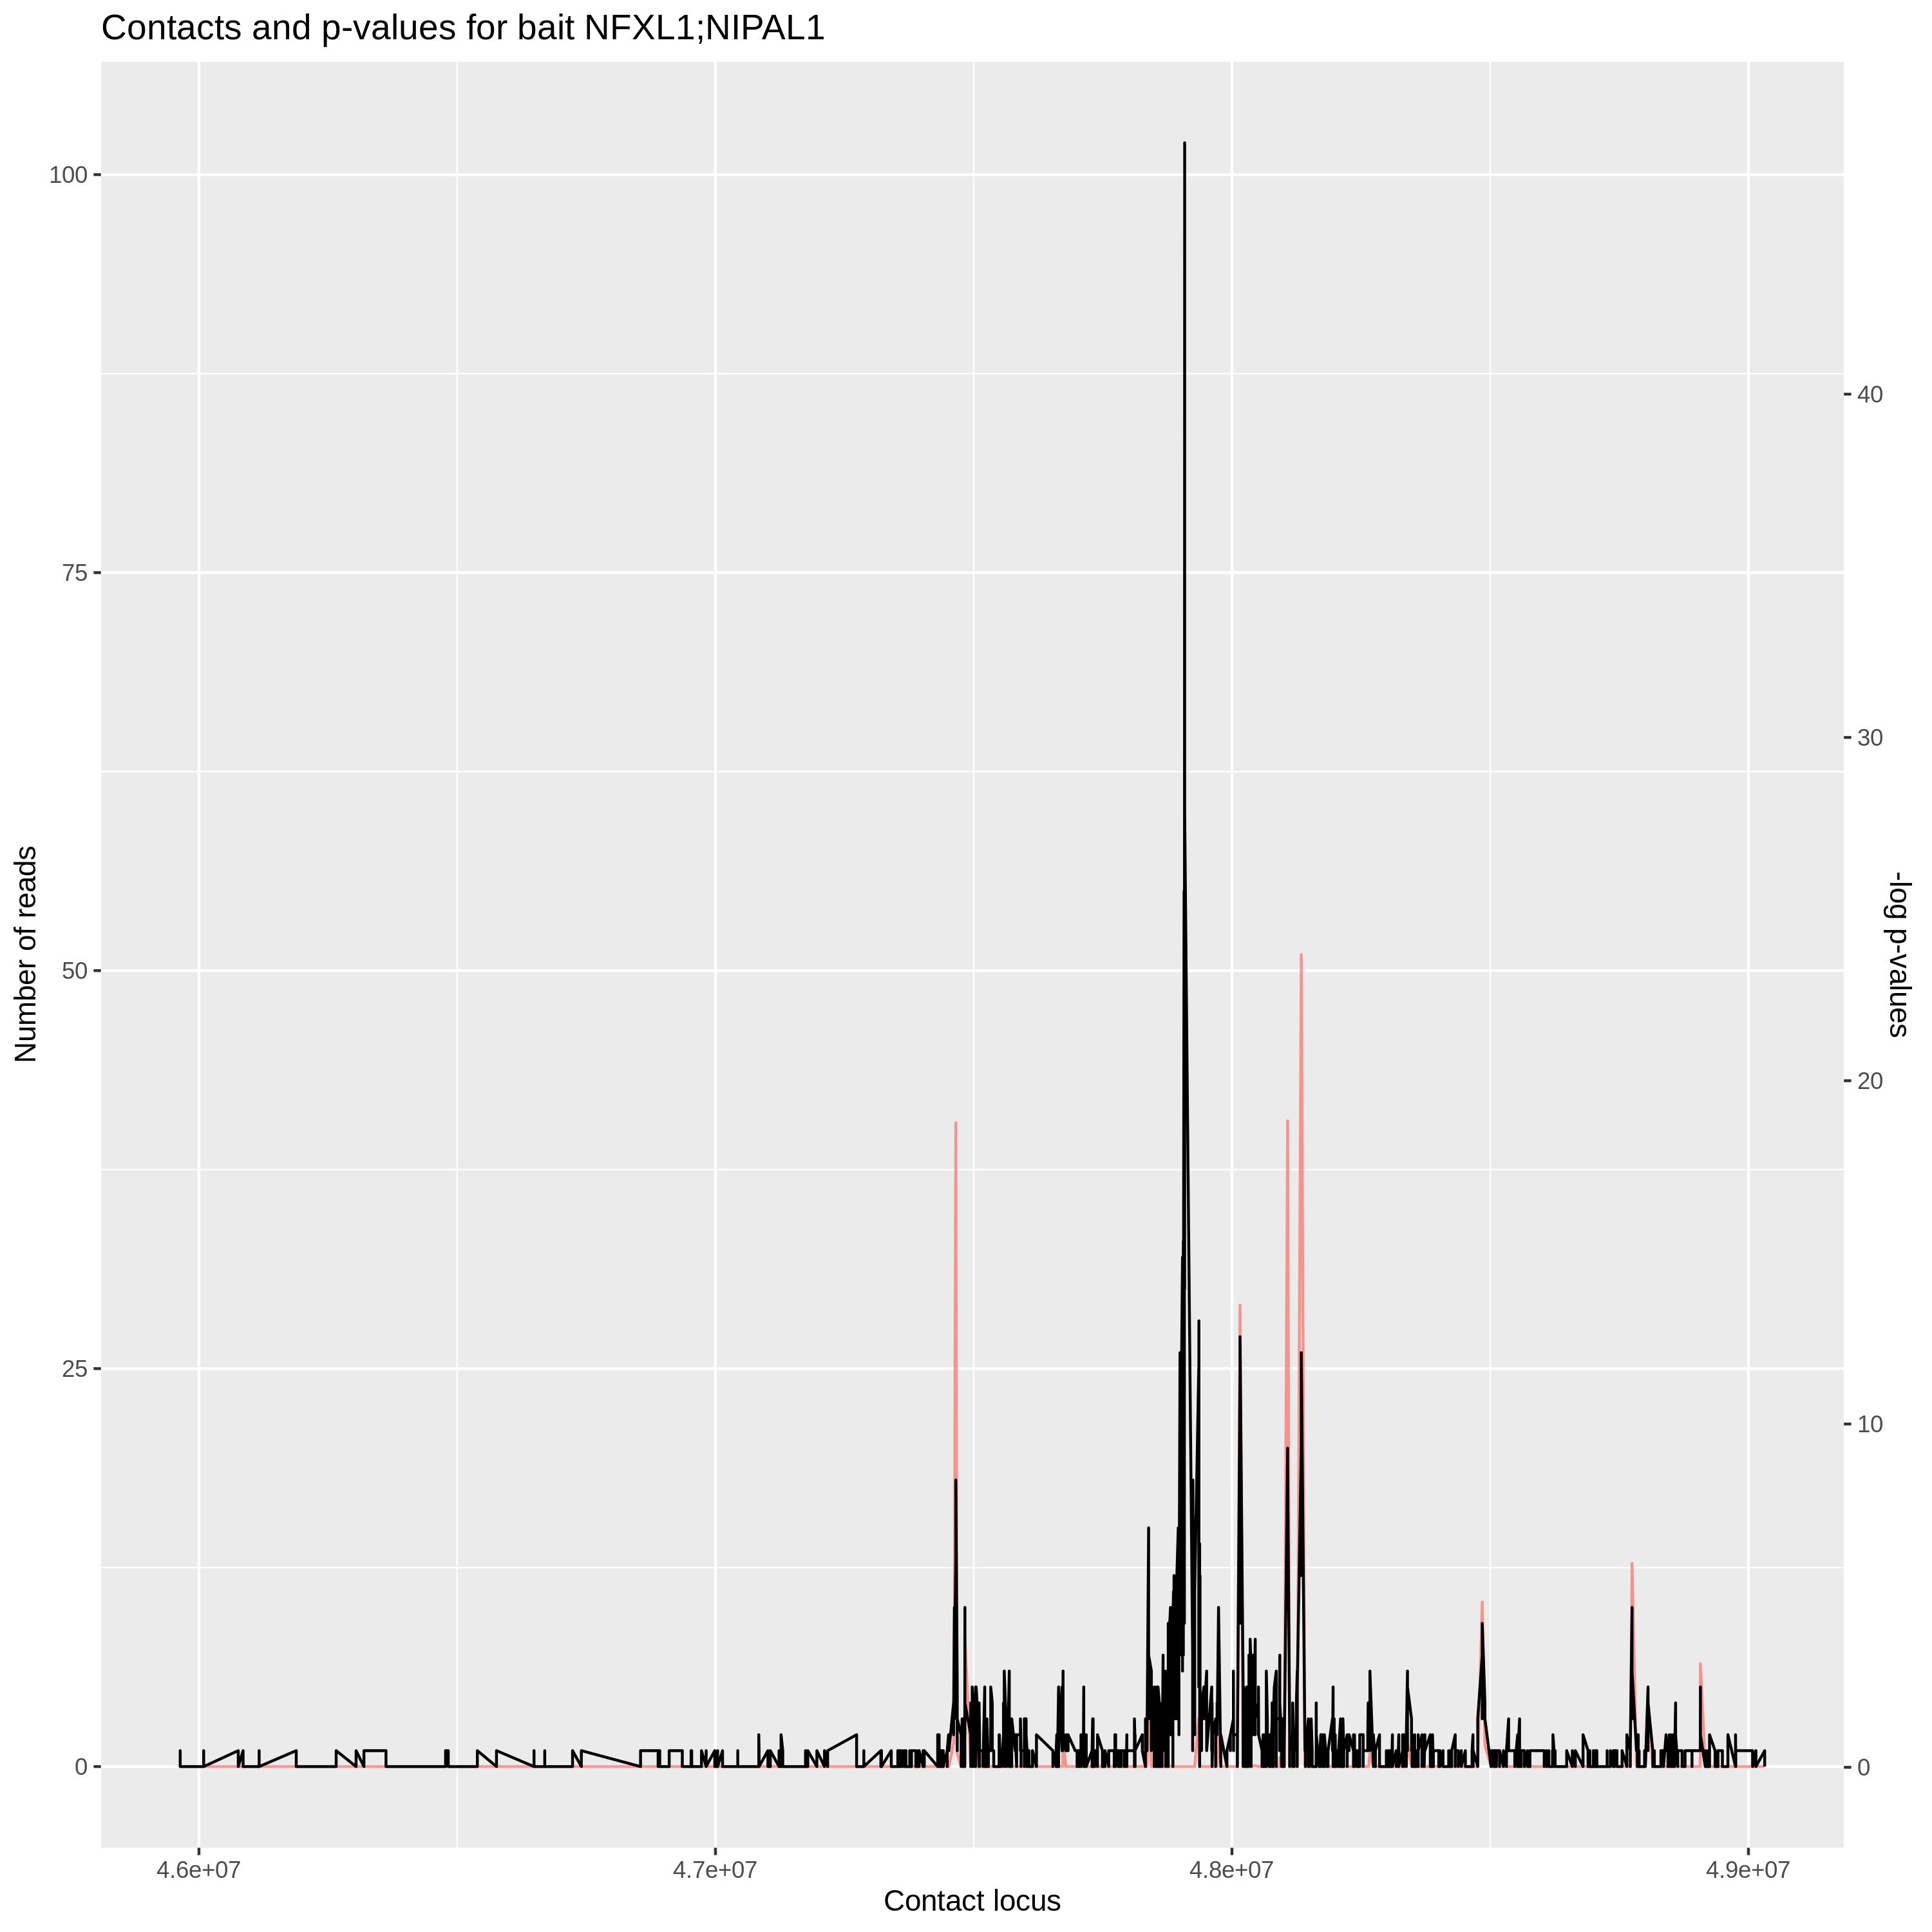 Contacts and p-values for bait NFXL1;NIPAL1
100
75
50
25
0
Number of reads
40
30
20
10
0
-log p-values
4.6e+07
4.7e+07
4.8e+07
4.9e+07
Contact locus